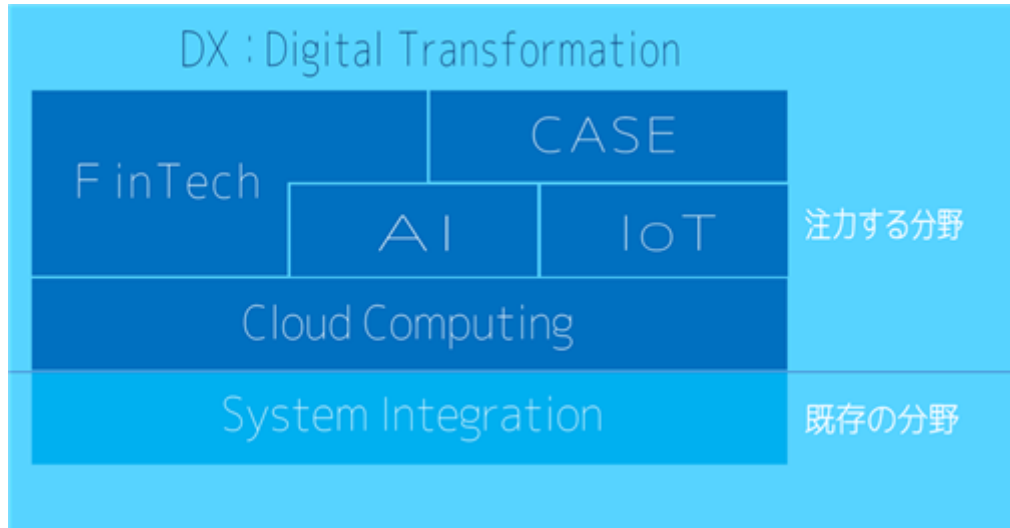 DX：Digital Transformation
CASE
FinTech
AI
IoT
注力する分野
Cloud Computing
System Integration
既存の分野